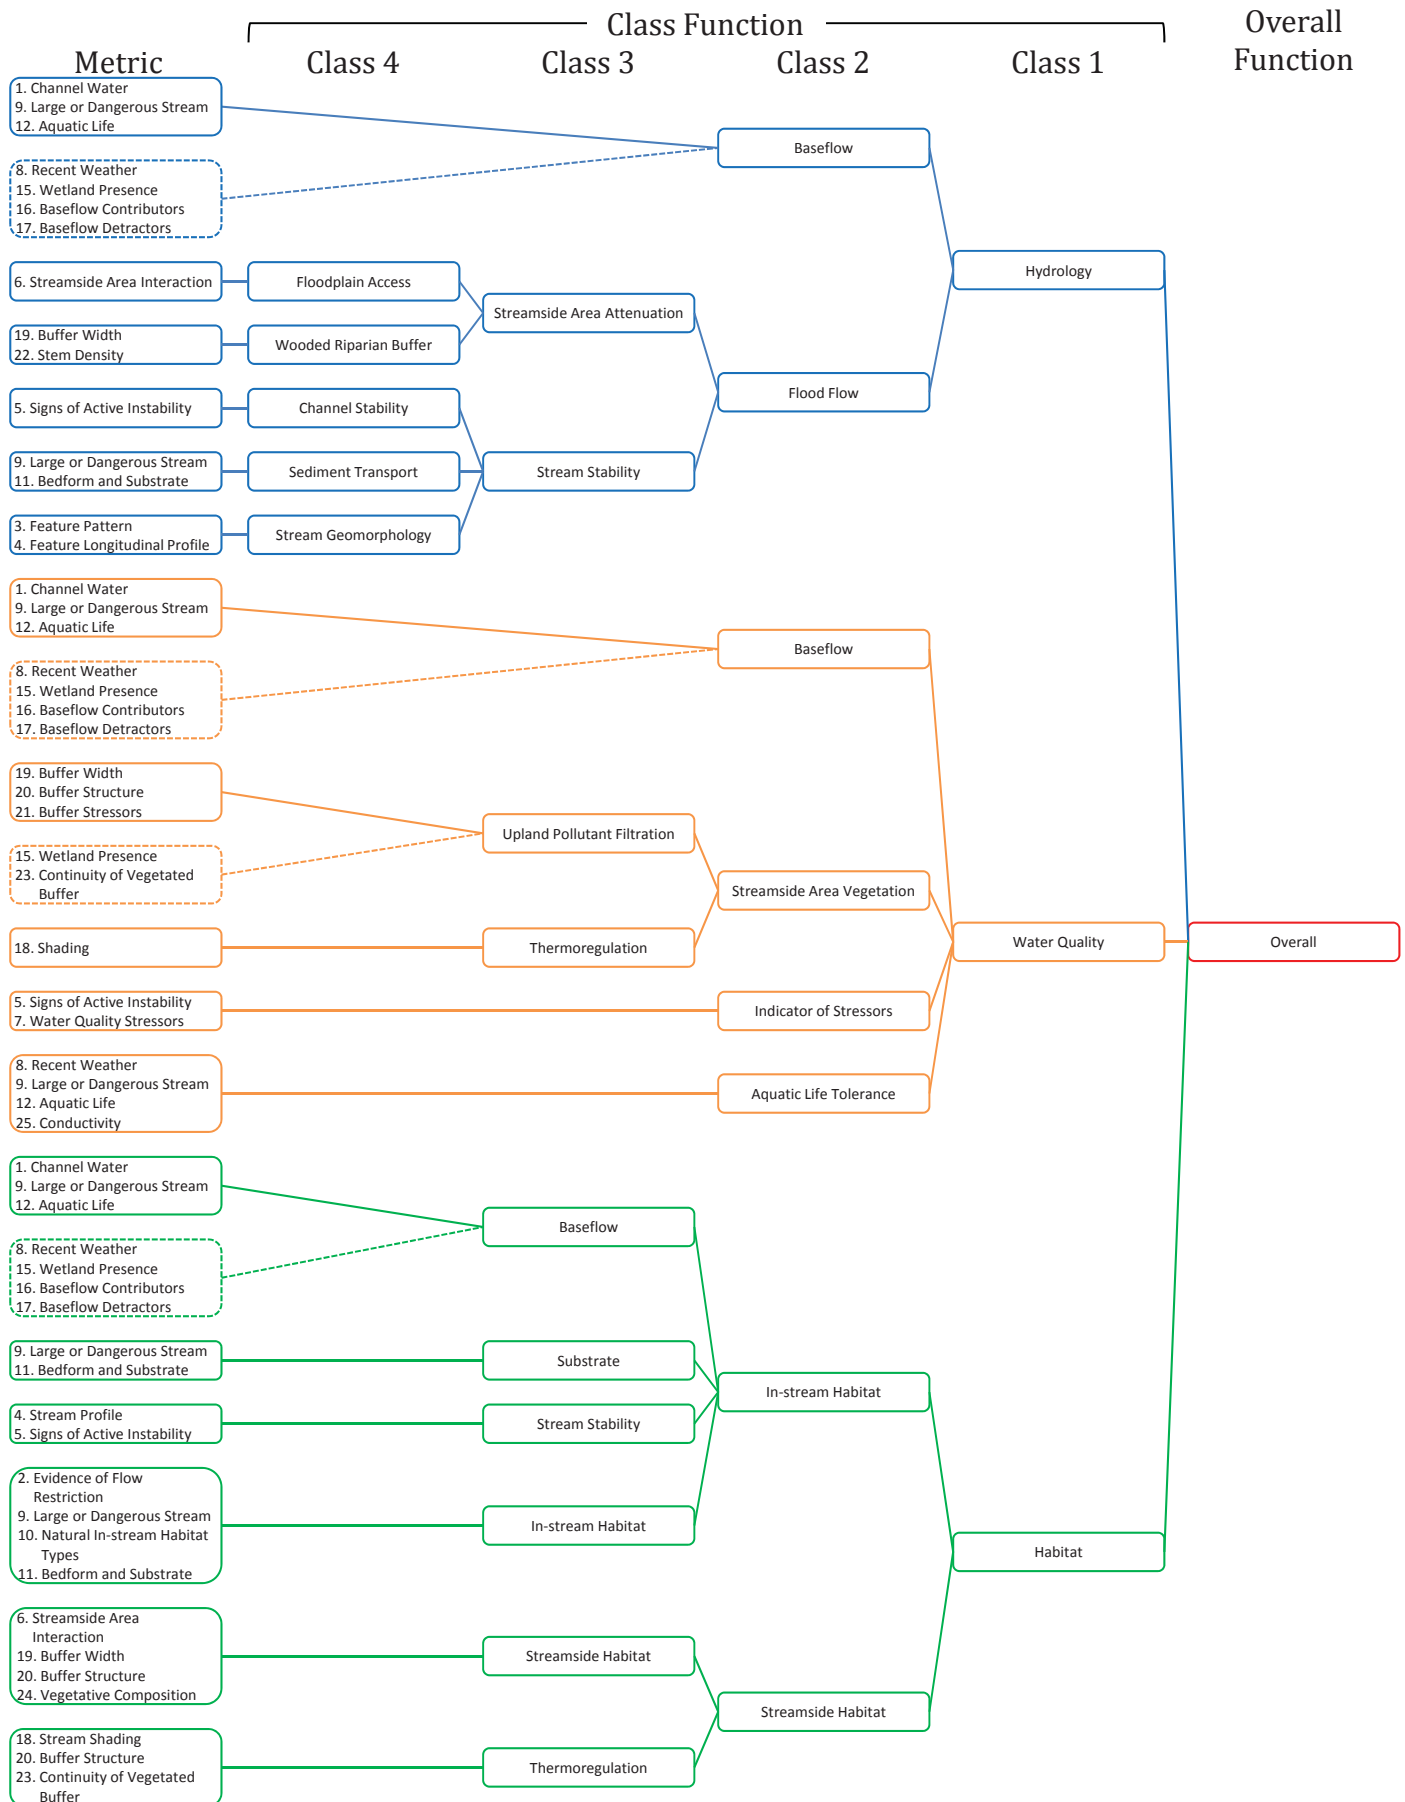 Class Function
Overall
Function
Metric
Class 4
Class 3
Class 2
Class 1
1. Channel Water
9. Large or Dangerous Stream
12. Aquatic Life
Baseflow
8. Recent Weather
15. Wetland Presence
16. Baseflow Contributors
17. Baseflow Detractors
Hydrology
6. Streamside Area Interaction
Floodplain Access
Streamside Area Attenuation
19. Buffer Width
22. Stem Density
Wooded Riparian Buffer
Flood Flow
5. Signs of Active Instability
Channel Stability
9. Large or Dangerous Stream
11. Bedform and Substrate
Sediment Transport
Stream Stability
3. Feature Pattern
4. Feature Longitudinal Profile
Stream Geomorphology
1. Channel Water
9. Large or Dangerous Stream
12. Aquatic Life
Baseflow
8. Recent Weather
15. Wetland Presence
16. Baseflow Contributors
17. Baseflow Detractors
19. Buffer Width
20. Buffer Structure
21. Buffer Stressors
Upland Pollutant Filtration
15. Wetland Presence
23. Continuity of Vegetated
Buffer
Streamside Area Vegetation
18. Shading
Thermoregulation
Water Quality
Overall
5. Signs of Active Instability
7. Water Quality Stressors
Indicator of Stressors
8. Recent Weather
9. Large or Dangerous Stream
12. Aquatic Life
25. Conductivity
Aquatic Life Tolerance
1. Channel Water
9. Large or Dangerous Stream
12. Aquatic Life
Baseflow
8. Recent Weather
15. Wetland Presence
16. Baseflow Contributors
17. Baseflow Detractors
9. Large or Dangerous Stream
11. Bedform and Substrate
Substrate
In-stream Habitat
4. Stream Profile
5. Signs of Active Instability
Stream Stability
2. Evidence of Flow
Restriction
9. Large or Dangerous Stream
10. Natural In-stream Habitat
Types
11. Bedform and Substrate
In-stream Habitat
Habitat
6. Streamside Area
Interaction
19. Buffer Width
20. Buffer Structure
24. Vegetative Composition
Streamside Habitat
Streamside Habitat
18. Stream Shading
20. Buffer Structure
23. Continuity of Vegetated
Buffer
Thermoregulation